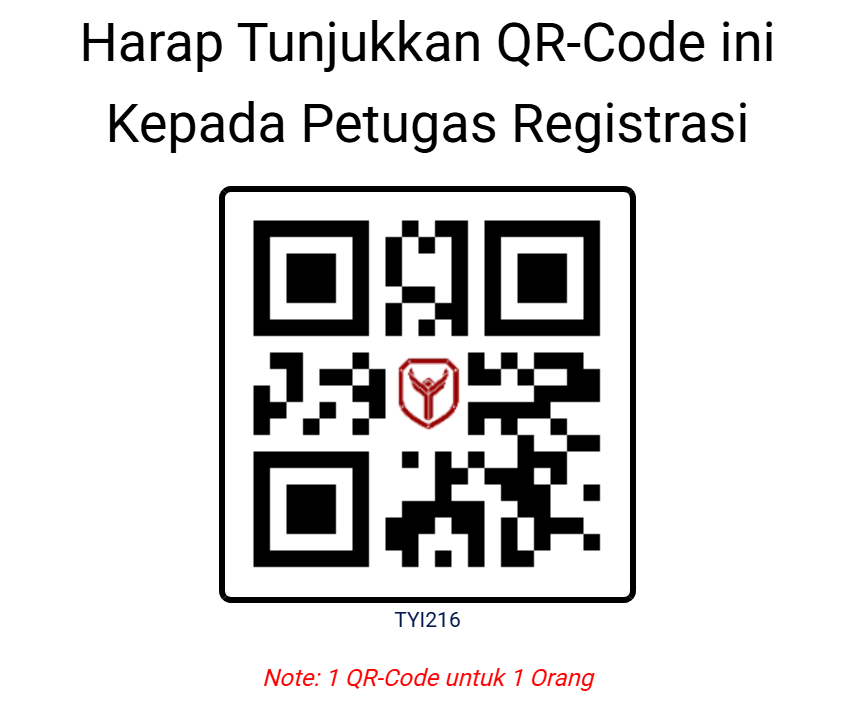 Harap Tunjukkan QR-Code ini
Kepada Petugas Registrasi
TYI216
Note: 1 QR-Code untuk 1 Orang